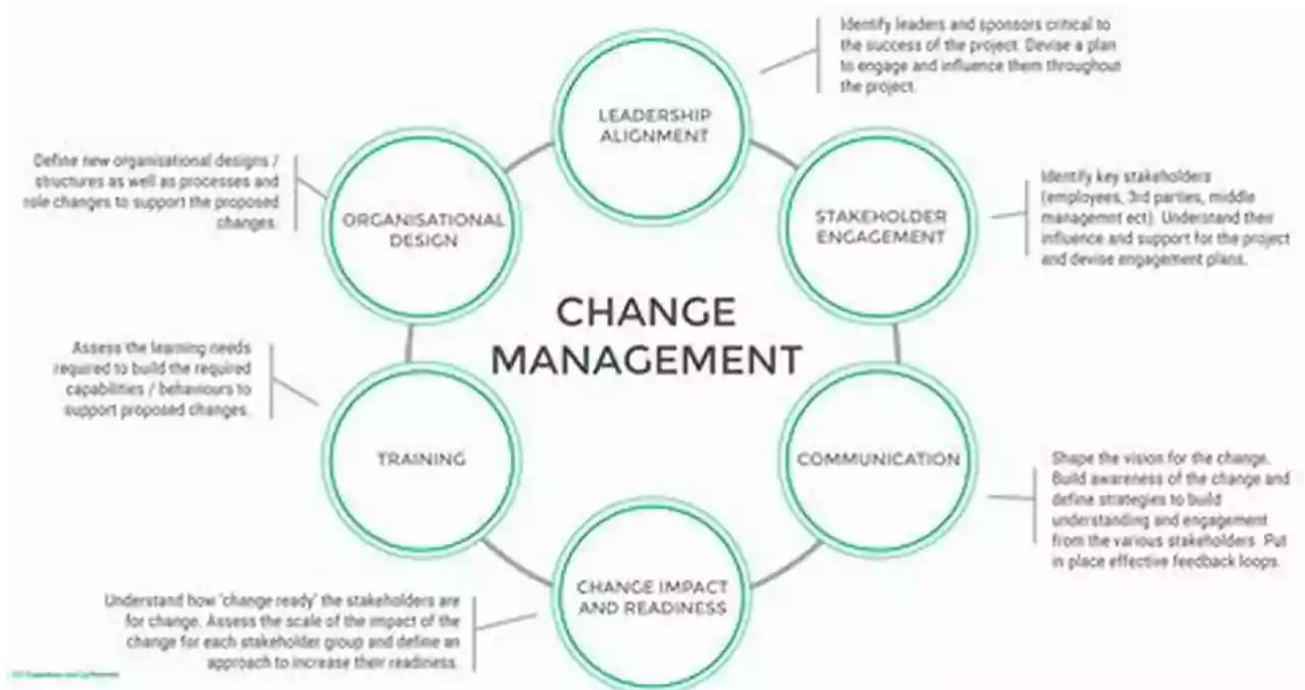 Identify leaders and sponsors critical to
the success of the project. Devise a plan
to engage and influence them throughout
the project.
LEADERSHIP
ALIGNMENT
Define new organisational designs /
structures as well as processes and
role changes to support the proposed
changes.
ORGANISATIONAL
DESIGN
STAKEHOLDER
ENGAGEMENT
Identify key stakeholders
(employees, 3rd parties, middle
managemnt ect). Understand their
influence and support for the project
and devise engagement plans.
CHANGE
MANAGEMENT
Assess the learning needs
required to build the required
capabilities / behaviours to
support proposed changes.
TRAINING
COMMUNICATION
Shape the vision for the change.
Build awareness of the change and
define strategies to build
understanding and engagement
from the various stakeholders. Put
in place effective feedback loops.
CHANGE IMPACT
AND READINESS
Understand how 'change ready' the stakeholders are
for change. Assess the scale of the impact of the
change for each stakeholder group and define an
approach to increase their readiness.